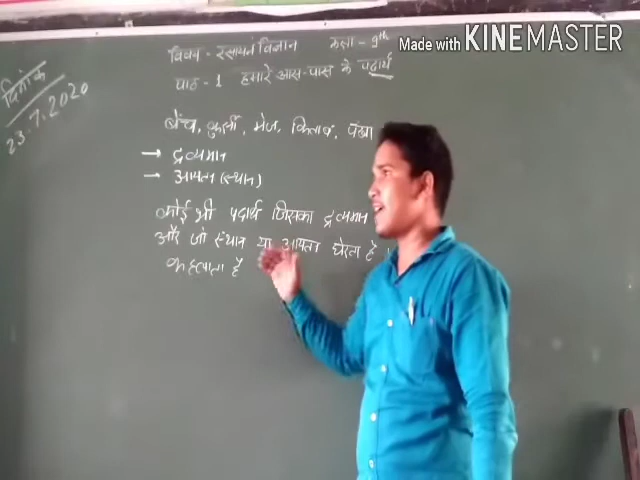 Made with KINEMASTER
विषय - रसायन विज्ञान कक्षा - 9th
पाठ - 1 हमारे आस-पास के पदार्थ
दिनांक
23.7.2020
बेंच, कुर्सी, मेज, किताब, पंखा
→ द्रव्यमान
→ आयतन (स्थान)
कोई भी पदार्थ जिसका द्रव्यमान
और जो स्थान या आयतन घेरता है
कहलाता है